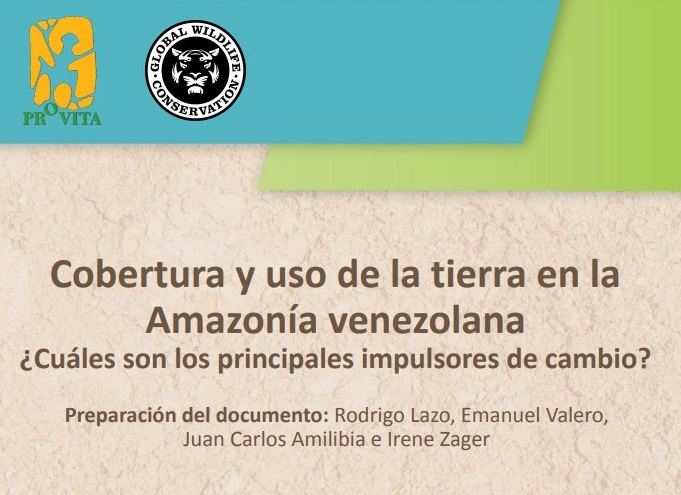 PROVITA
GLOBAL WILDLIFE
CONSERVATION
Cobertura y uso de la tierra en la
Amazonía venezolana
¿Cuáles son los principales impulsores de cambio?
Preparación del documento: Rodrigo Lazo, Emanuel Valero,
Juan Carlos Amilibia e Irene Zager